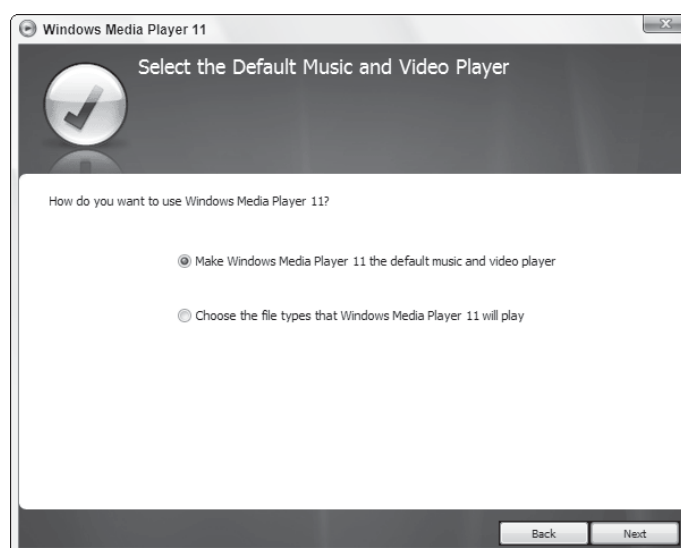 Windows Media Player 11
Select the Default Music and Video Player
How do you want to use Windows Media Player 11?
Make Windows Media Player 11 the default music and video player
Choose the file types that Windows Media Player 11 will play
Back Next